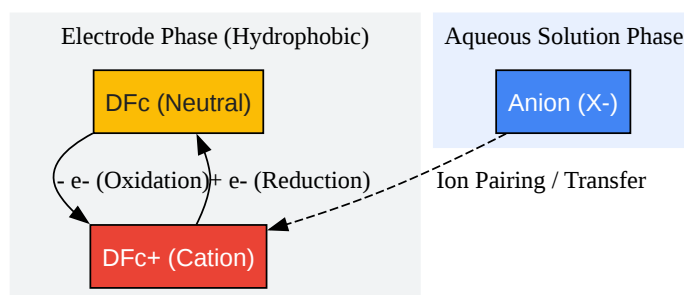 Electrode Phase (Hydrophobic)
Aqueous Solution Phase
DFc (Neutral)
Anion (X-)
- e- (Oxidation)
+ e- (Reduction)
Ion Pairing / Transfer
DFc+ (Cation)